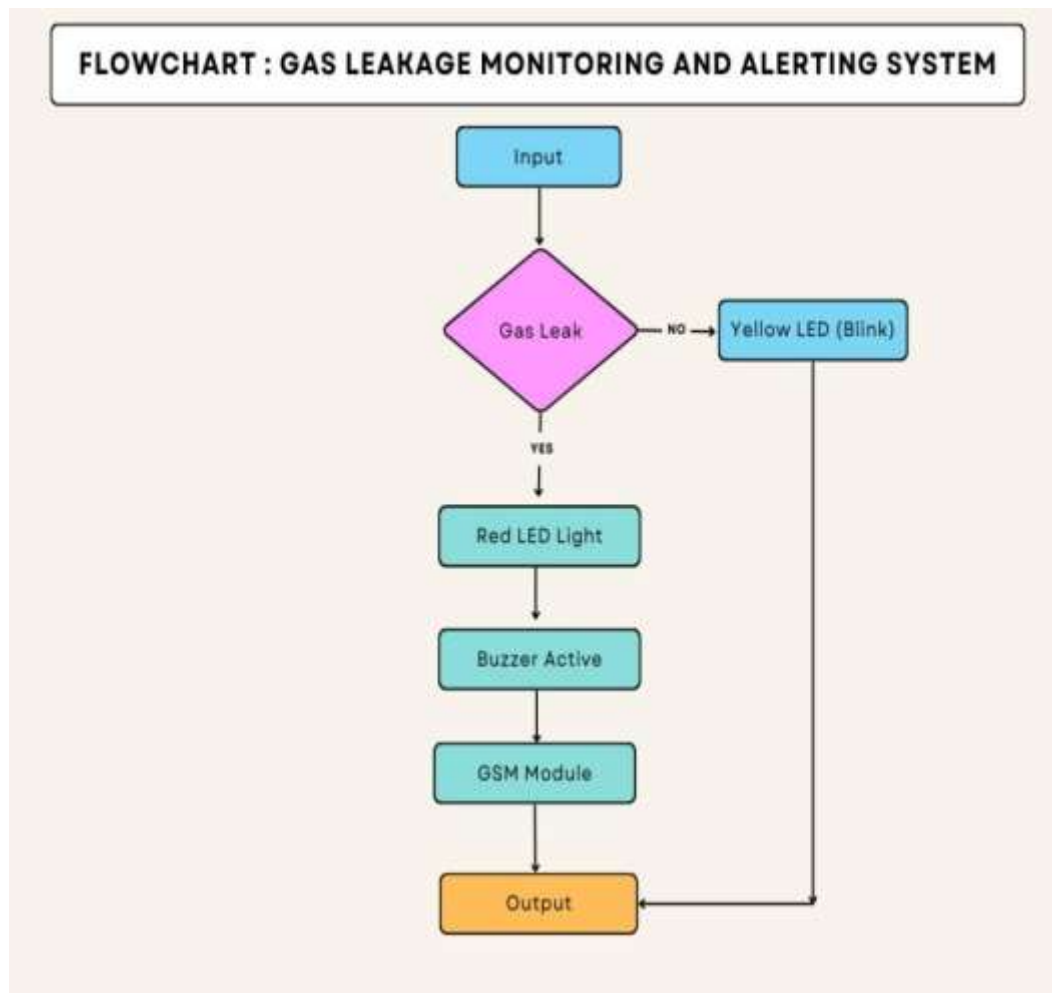 FLOWCHART : GAS LEAKAGE MONITORING AND ALERTING SYSTEM
Input
Gas Leak
NO
Yellow LED (Blink)
YES
Red LED Light
Buzzer Active
GSM Module
Output